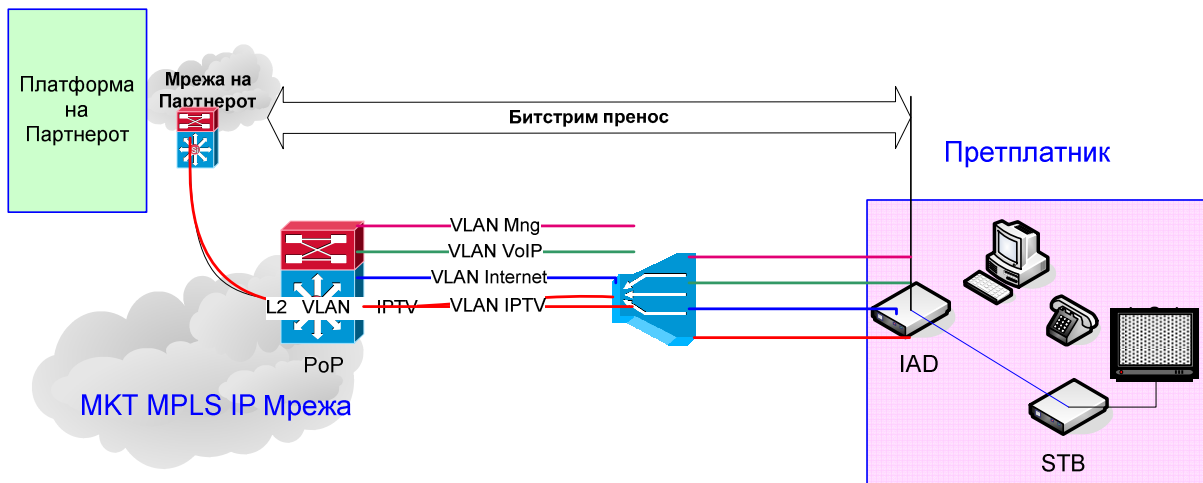 Платформа
на
Партнерот
Мрежа на
Партнерот
Битстрим пренос
Претплатник
VLAN Mng
VLAN VoIP
VLAN Internet
L2 VLAN IPTV
VLAN IPTV
PoP
IAD
МКТ MPLS IP Мрежа
STB